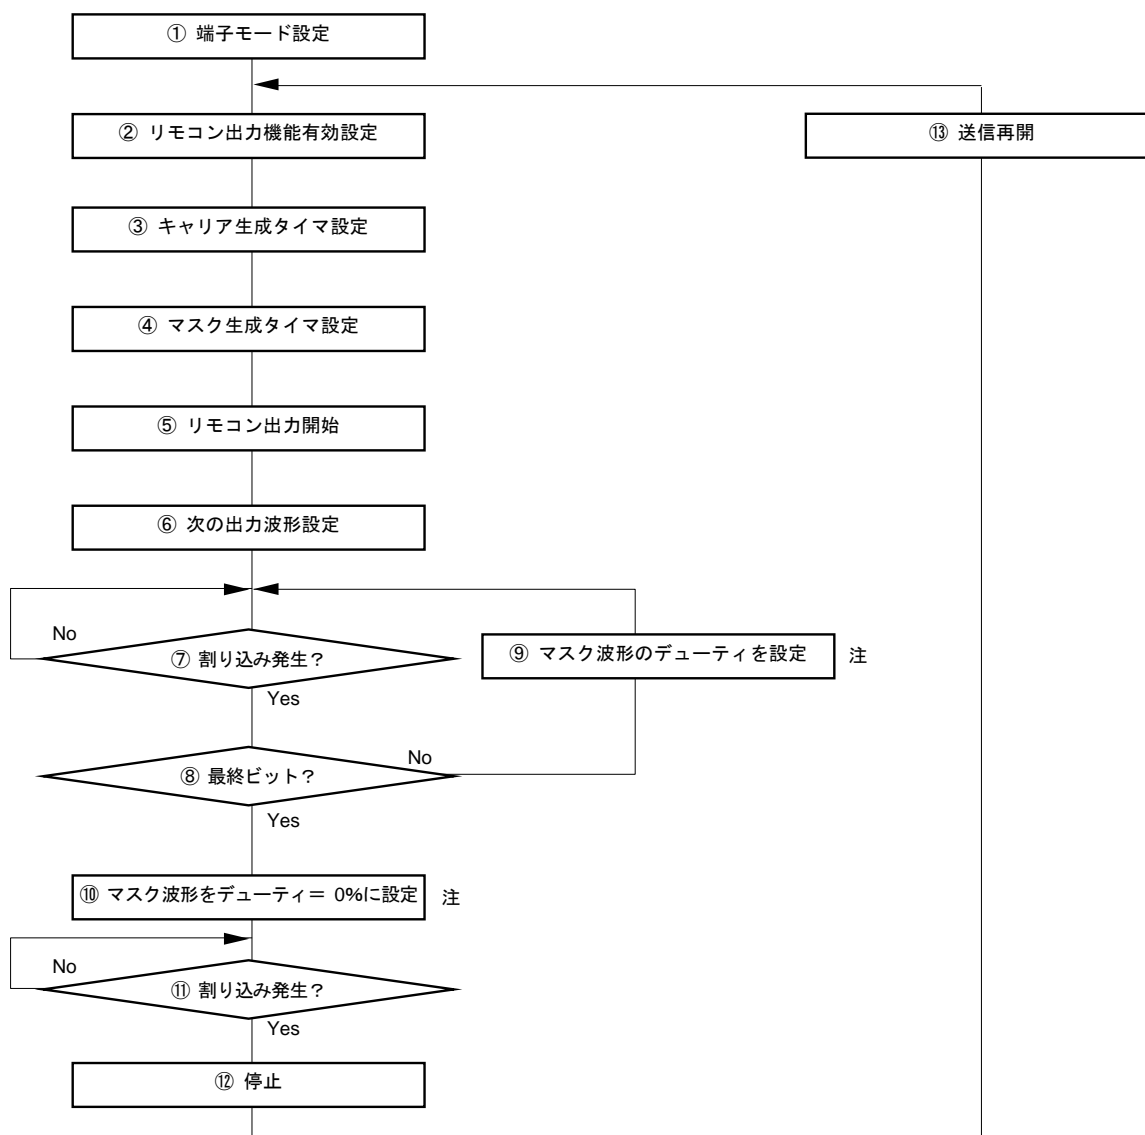 ① 端子モード設定
② リモコン出力機能有効設定
⑬ 送信再開
③ キャリア生成タイマ設定
④ マスク生成タイマ設定
⑤ リモコン出力開始
⑥ 次の出力波形設定
No
⑦ 割り込み発生？
Yes
⑨ マスク波形のデューティを設定 注
⑧ 最終ビット？
No
Yes
⑩ マスク波形をデューティ＝ 0%に設定 注
No
⑪ 割り込み発生？
Yes
⑫ 停止